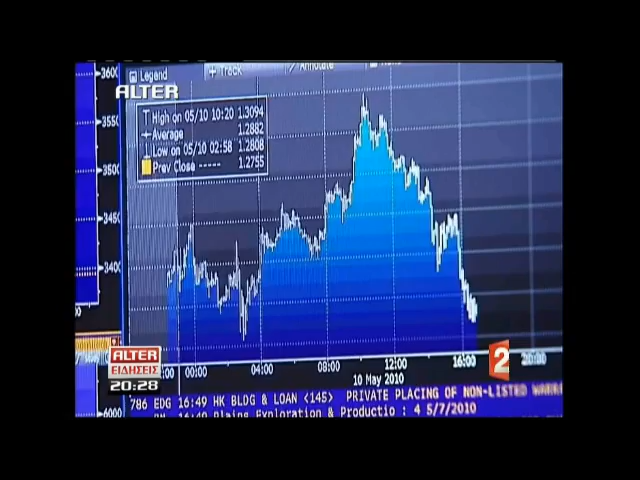 3600
3550
3500
3450
3400
6000
Legend
Track
Annotate
ALTER
High on 05/10 10:20 1.3094
Average 1.2882
Low on 05/10 02:58 1.2808
Prev Close ----- 1.2755
00:00 04:00 08:00 12:00 16:00 20:00
10 May 2010
ALTER
ΕΙΔΗΣΕΙΣ
20:28
2
786 EDG 16:49 HK BLDG & LOAN <145> PRIVATE PLACING OF NON-LISTED
16:49 Plains Exploration & Productio : 4 5/7/2010